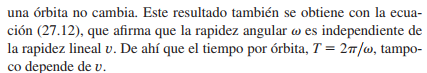 una órbita no cambia. Este resultado también se obtiene con la ecua-
ción (27.12), que afirma que la rapidez angular ω es independiente de
la rapidez lineal v. De ahí que el tiempo por órbita, T = 2π/ω, tampo-
co depende de v.